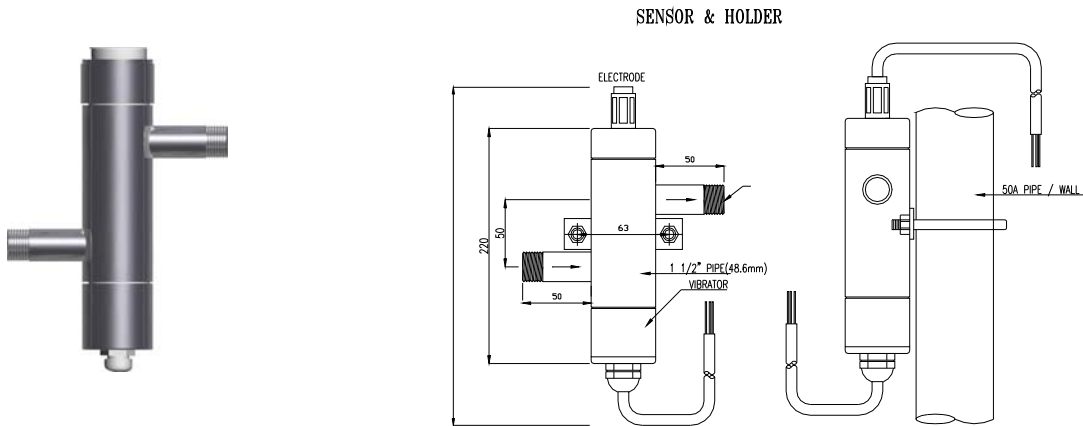 SENSOR & HOLDER
ELECTRODE
50
50A PIPE / WALL
220
50
63
1 1/2" PIPE(48.6mm)
VIBRATOR
50